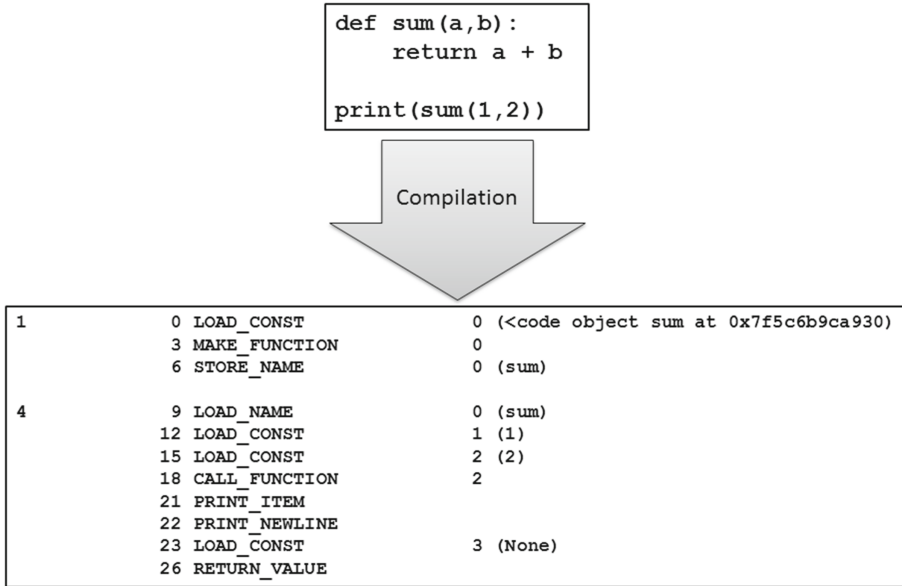 def sum(a,b):
    return a + b
print(sum(1,2))
Compilation
1 0 LOAD_CONST 0 (<code object sum at 0x7f5c6b9ca930)
3 MAKE_FUNCTION 0
6 STORE_NAME 0 (sum)
4 9 LOAD_NAME 0 (sum)
12 LOAD_CONST 1 (1)
15 LOAD_CONST 2 (2)
18 CALL_FUNCTION 2
21 PRINT_ITEM
22 PRINT_NEWLINE
23 LOAD_CONST 3 (None)
26 RETURN_VALUE